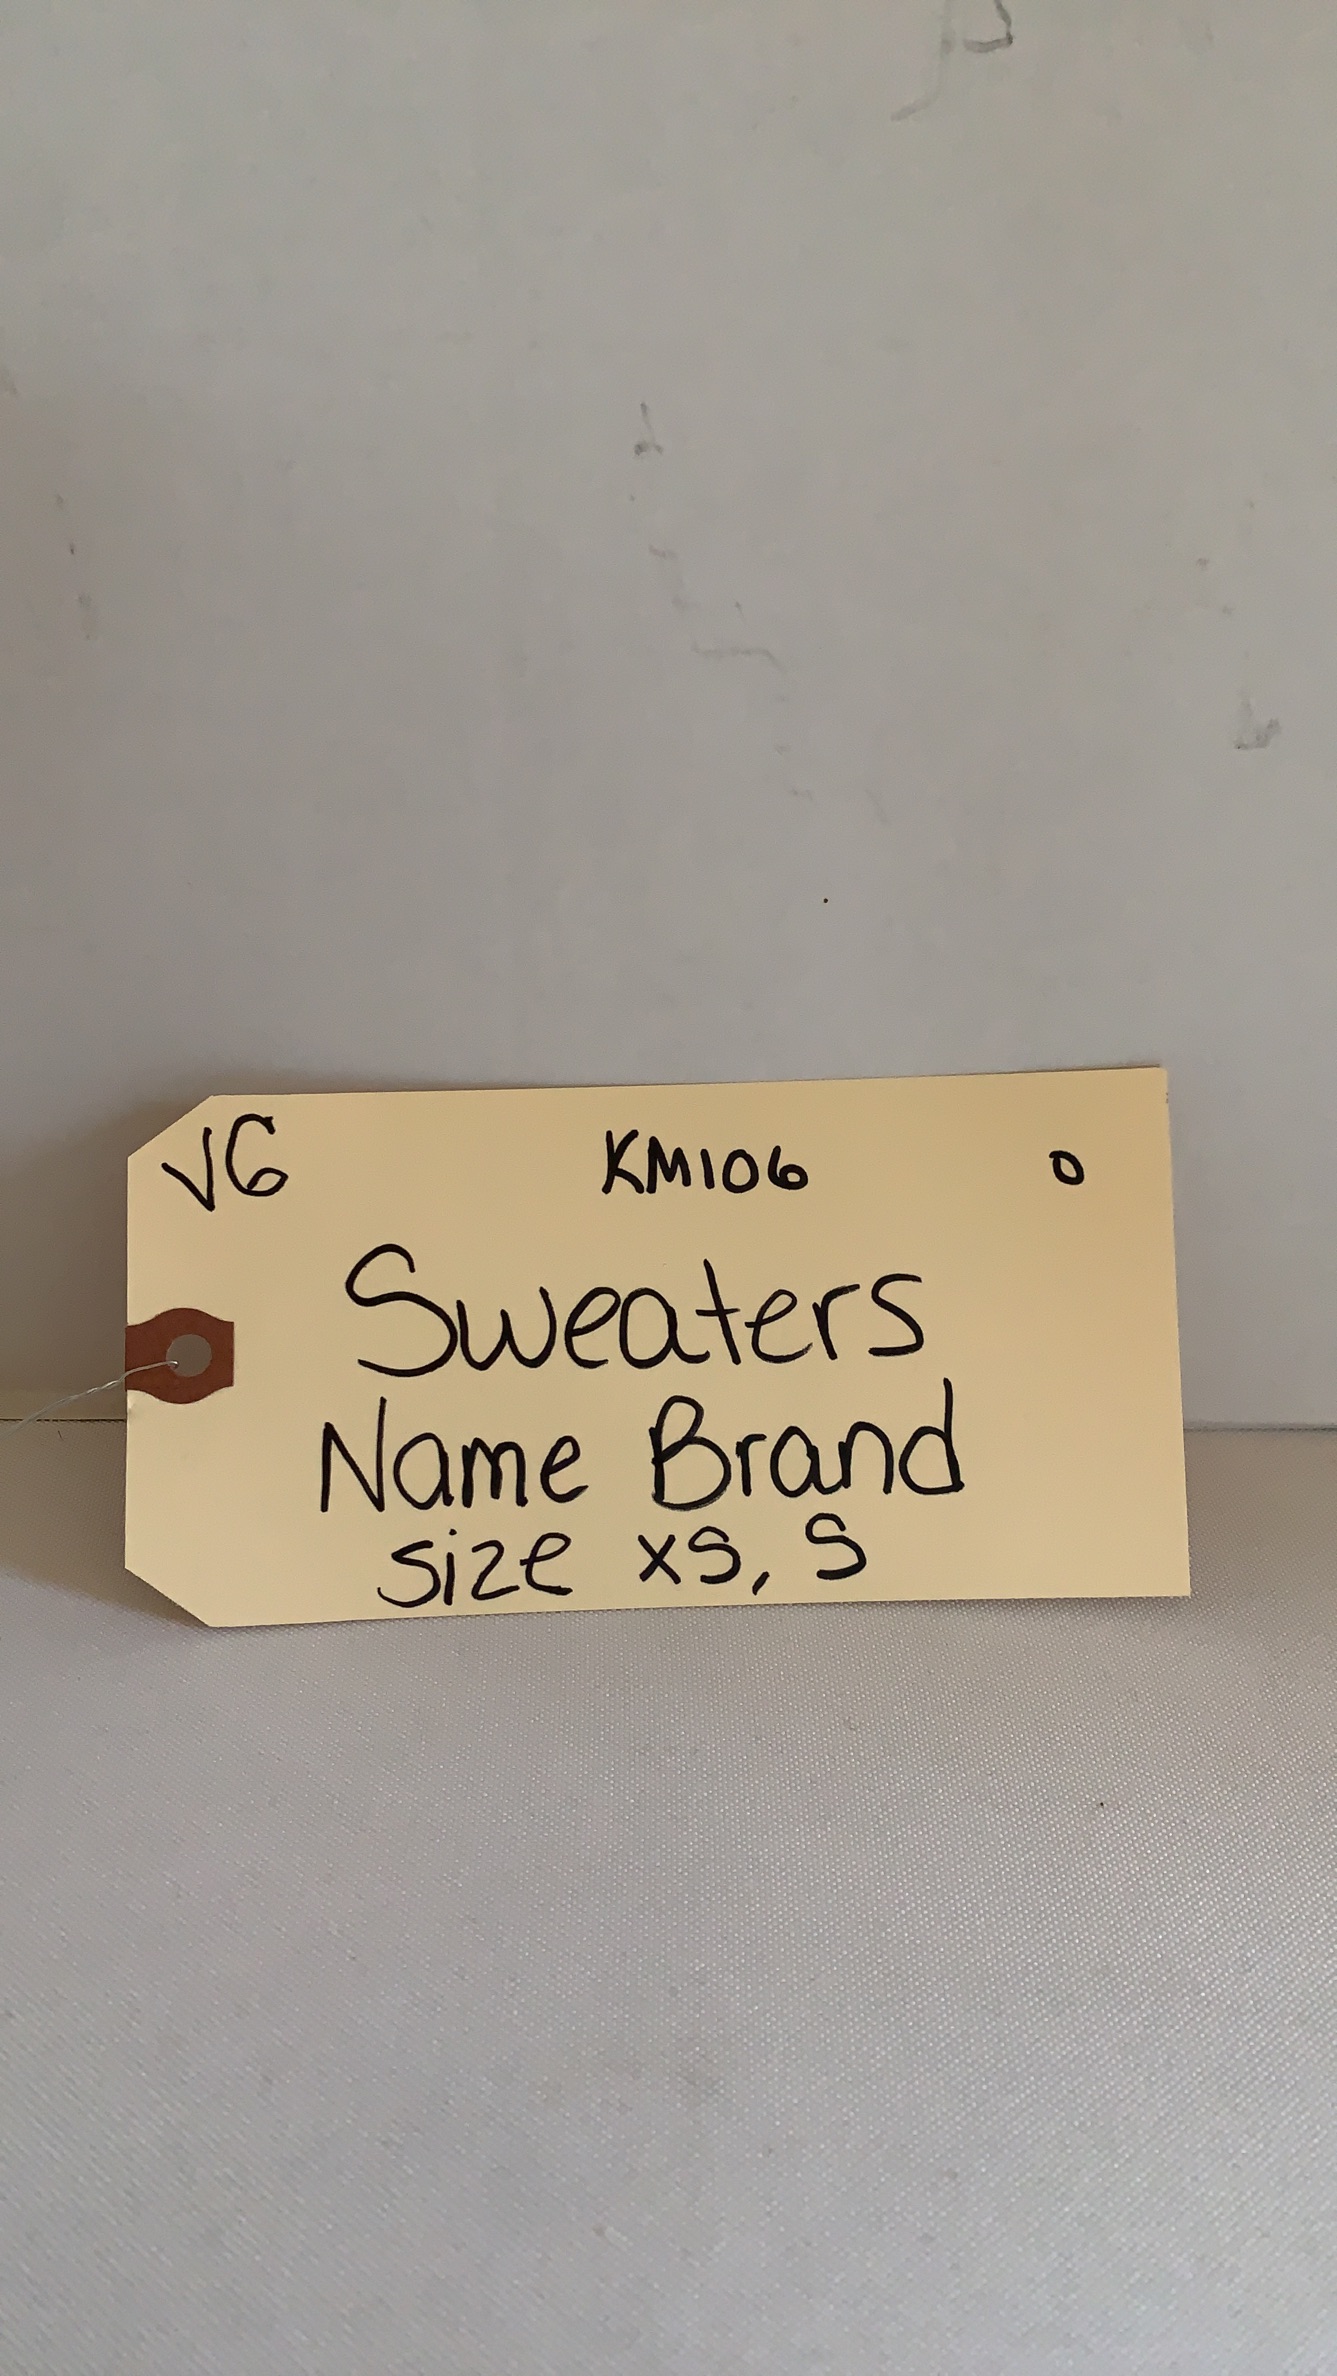 VG KM106 0
Sweaters
Name Brand
size xs, S